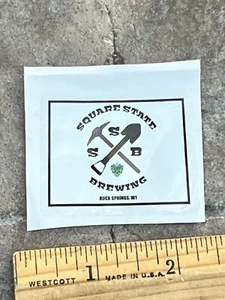 SQUARE STATE
S S B
BREWING
ROCK SPRINGS, WY
1 2
WESTCOTT MADE IN U.S.A.